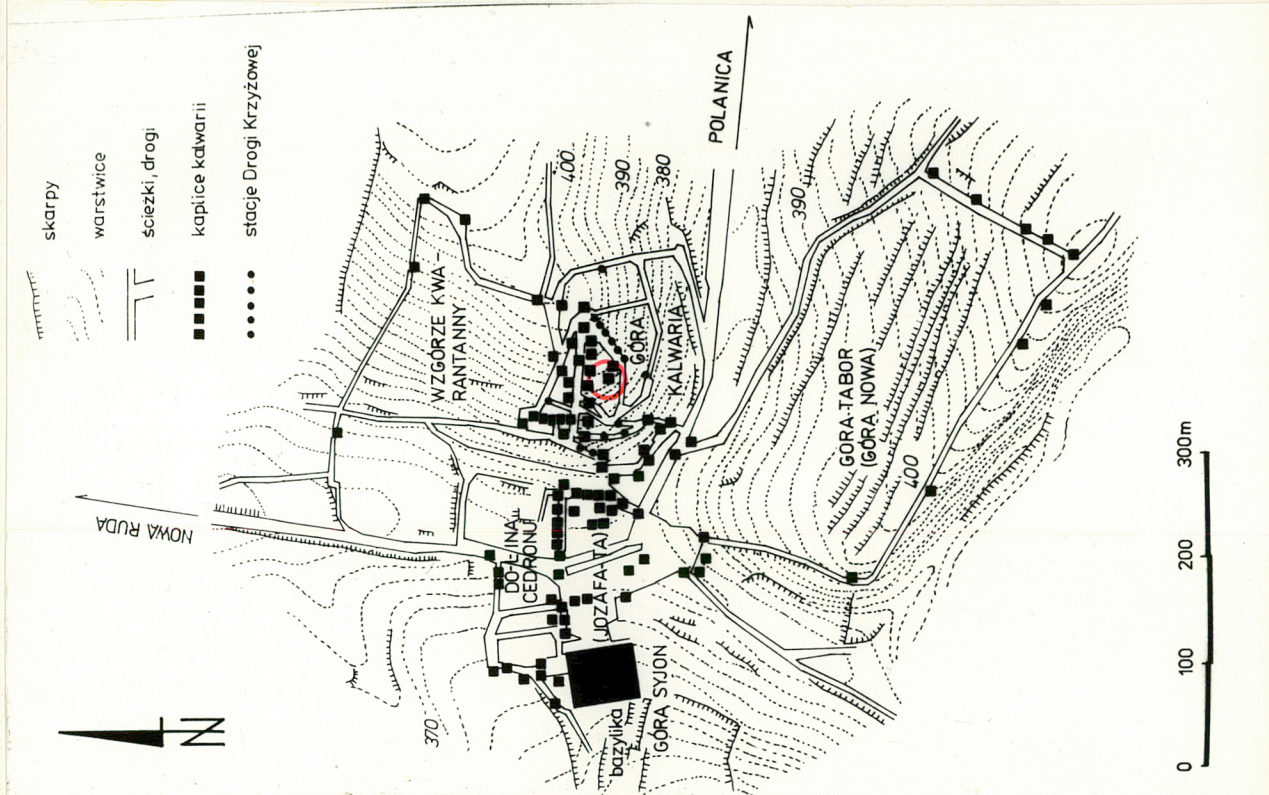 skarpy
warstwice
ścieżki, drogi
kaplice kalwarii
stacje Drogi Krzyżowej
N
NOWA RUDA
POLANICA
WZGÓRZE KWA-
RANTANNY
400
390
380
GÓRA
KALWARIA
390
GÓRA-TABOR
(GÓRA NOWA)
400
DOLINA
CEDRONU
(JOZAFATA)
bazylika
GÓRA SYJON
370
0 100 200 300m